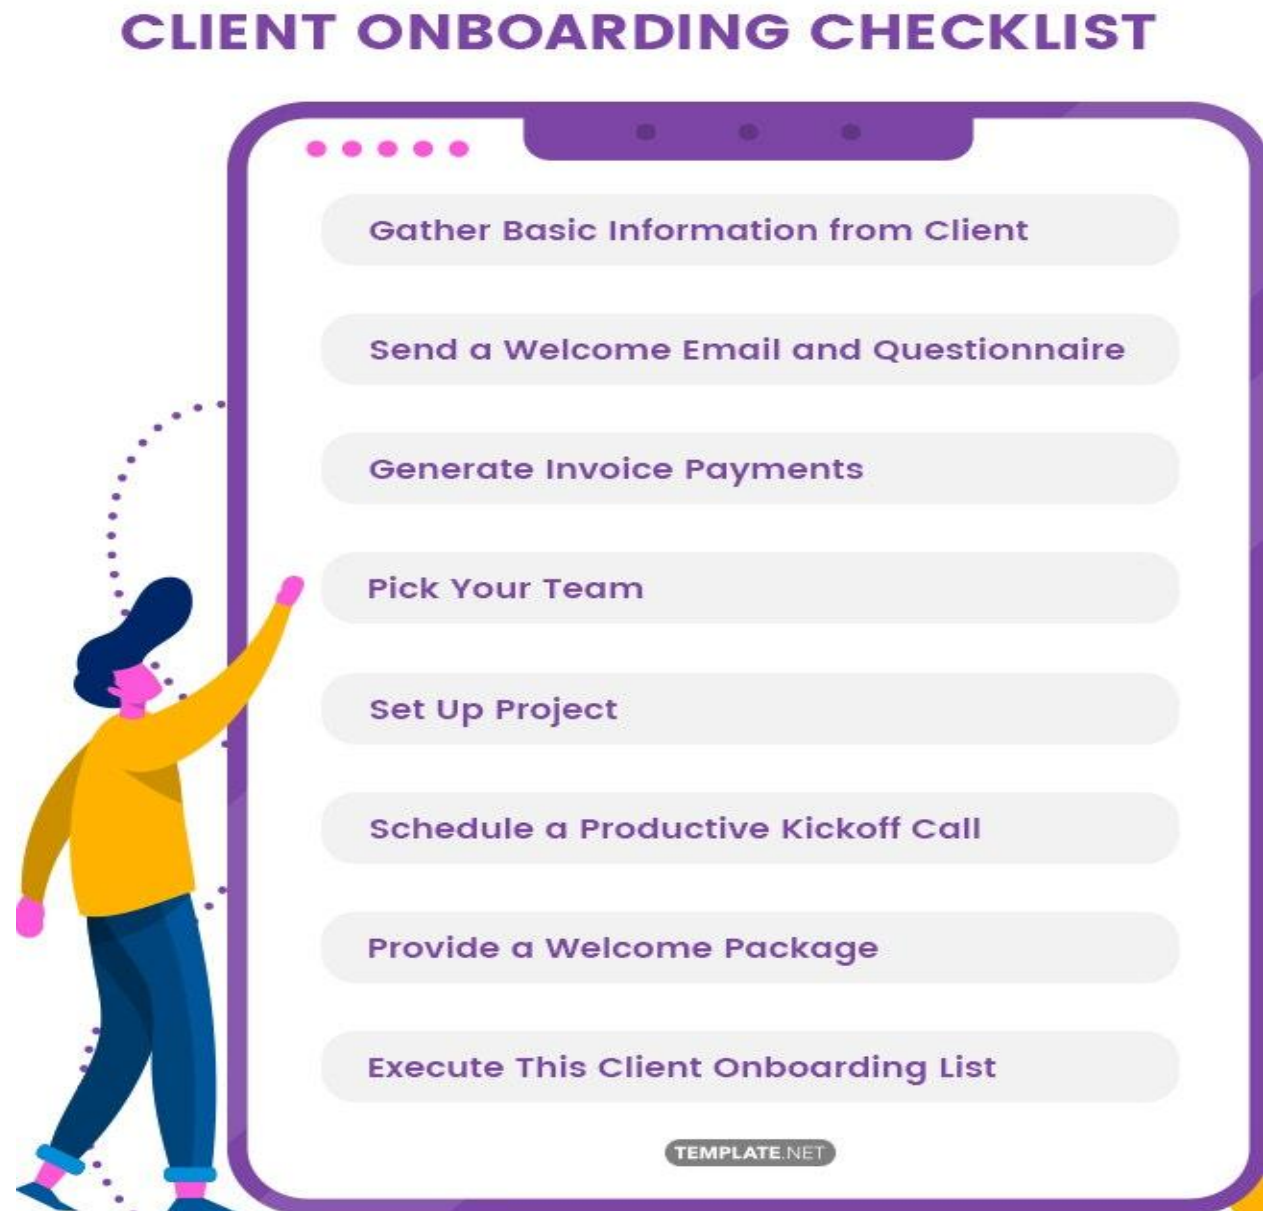 CLIENT ONBOARDING CHECKLIST
Gather Basic Information from Client
Send a Welcome Email and Questionnaire
Generate Invoice Payments
Pick Your Team
Set Up Project
Schedule a Productive Kickoff Call
Provide a Welcome Package
Execute This Client Onboarding List
TEMPLATE.NET